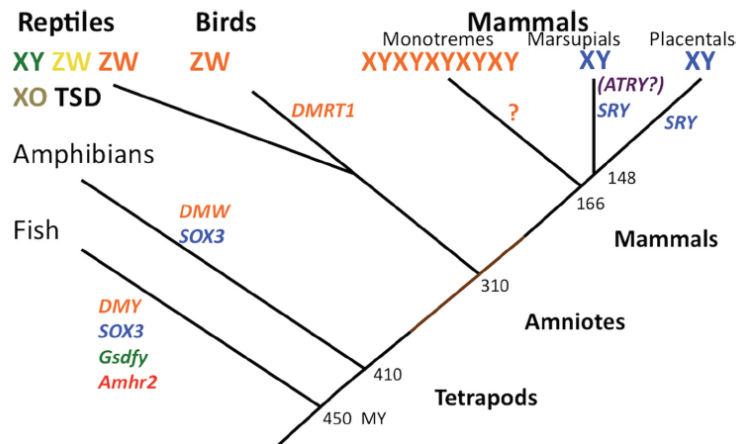 Reptiles Birds Mammals
Monotremes Marsupials Placentals
XY ZW ZW ZW XYXYXYXYXY XY XY
XO TSD
(ATRY?)
DMRT1 ? SRY SRY
Amphibians
148
166
DMW
SOX3
Fish
Mammals
310
DMY
SOX3
Gsdfy
Amhr2
Amniotes
410
Tetrapods
450 MY